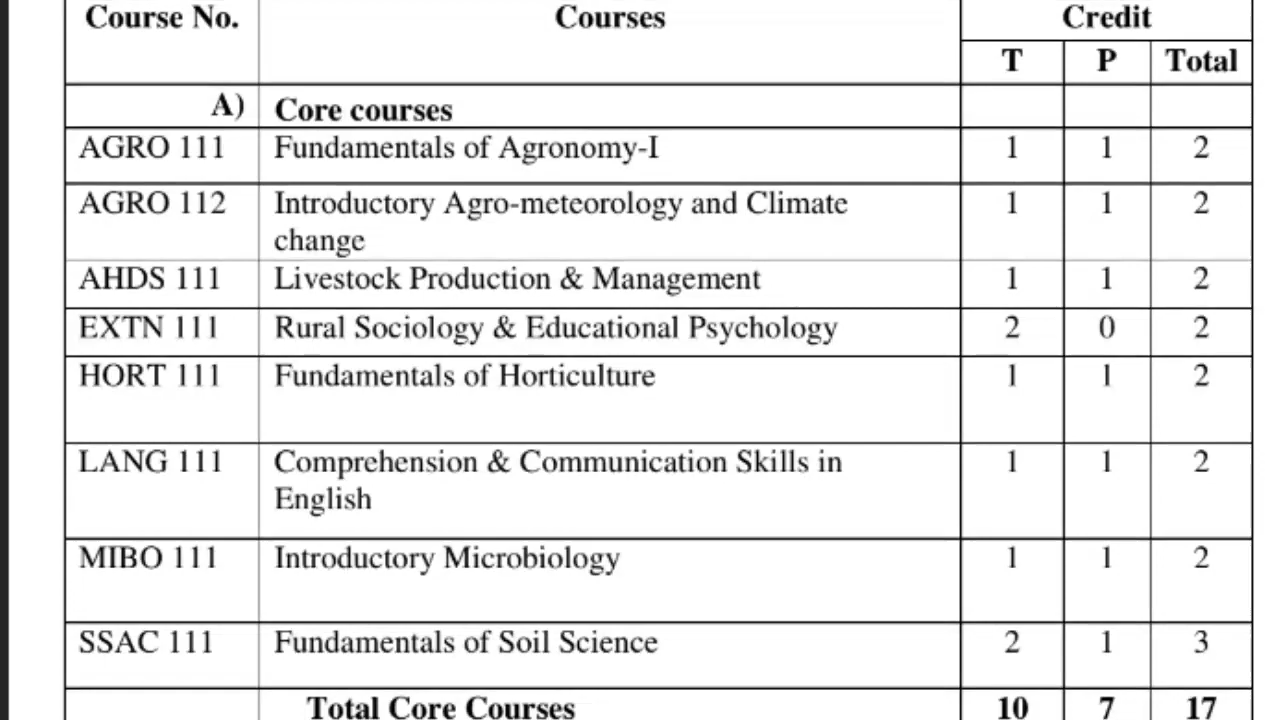 Course No. Courses Credit
T P Total
A) Core courses
AGRO 111 Fundamentals of Agronomy-I 1 1 2
AGRO 112 Introductory Agro-meteorology and Climate 1 1 2
change
AHDS 111 Livestock Production & Management 1 1 2
EXTN 111 Rural Sociology & Educational Psychology 2 0 2
HORT 111 Fundamentals of Horticulture 1 1 2
LANG 111 Comprehension & Communication Skills in 1 1 2
English
MIBO 111 Introductory Microbiology 1 1 2
SSAC 111 Fundamentals of Soil Science 2 1 3
Total Core Courses 10 7 17